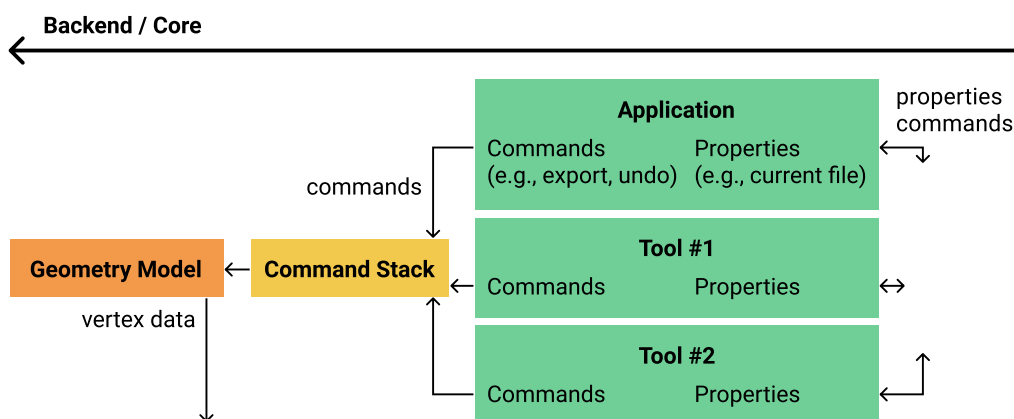 Backend / Core
Application
properties
commands
Commands
(e.g., export, undo)
Properties
(e.g., current file)
commands
Tool #1
Geometry Model
Command Stack
Commands
Properties
vertex data
Tool #2
Commands
Properties